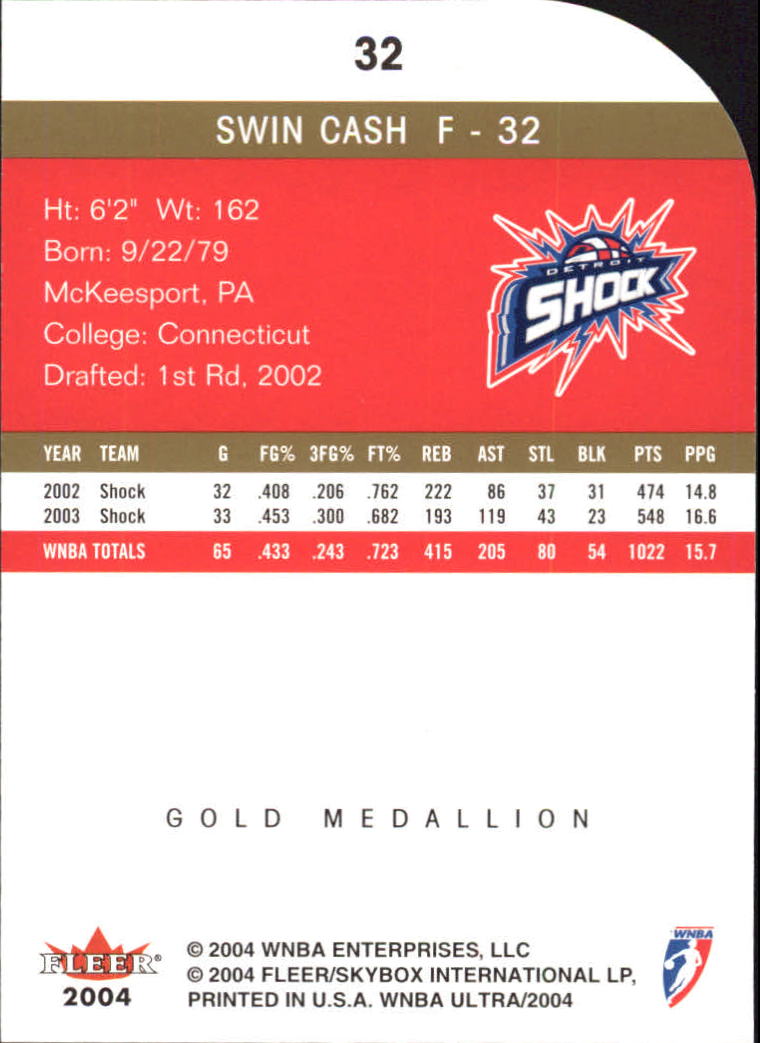 32
SWIN CASH F - 32
Ht: 6'2" Wt: 162
Born: 9/22/79
McKeesport, PA
College: Connecticut
Drafted: 1st Rd, 2002
DETROIT
SHOCK
YEAR TEAM G FG% 3FG% FT% REB AST STL BLK PTS PPG
2002 Shock 32 .408 .206 .762 222 86 37 31 474 14.8
2003 Shock 33 .453 .300 .682 193 119 43 23 548 16.6
WNBA TOTALS 65 .433 .243 .723 415 205 80 54 1022 15.7
GOLD MEDALLION
FLEER®
2004
© 2004 WNBA ENTERPRISES, LLC
© 2004 FLEER/SKYBOX INTERNATIONAL LP,
PRINTED IN U.S.A. WNBA ULTRA/2004
WNBA